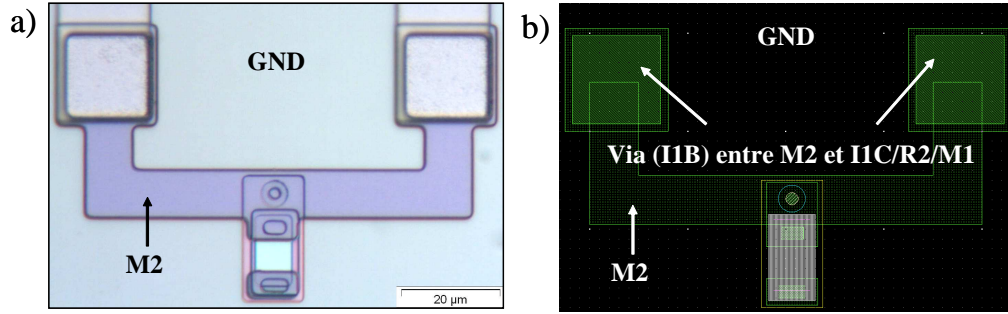 a)
GND
M2
20 µm
b)
GND
Via (I1B) entre M2 et I1C/R2/M1
M2